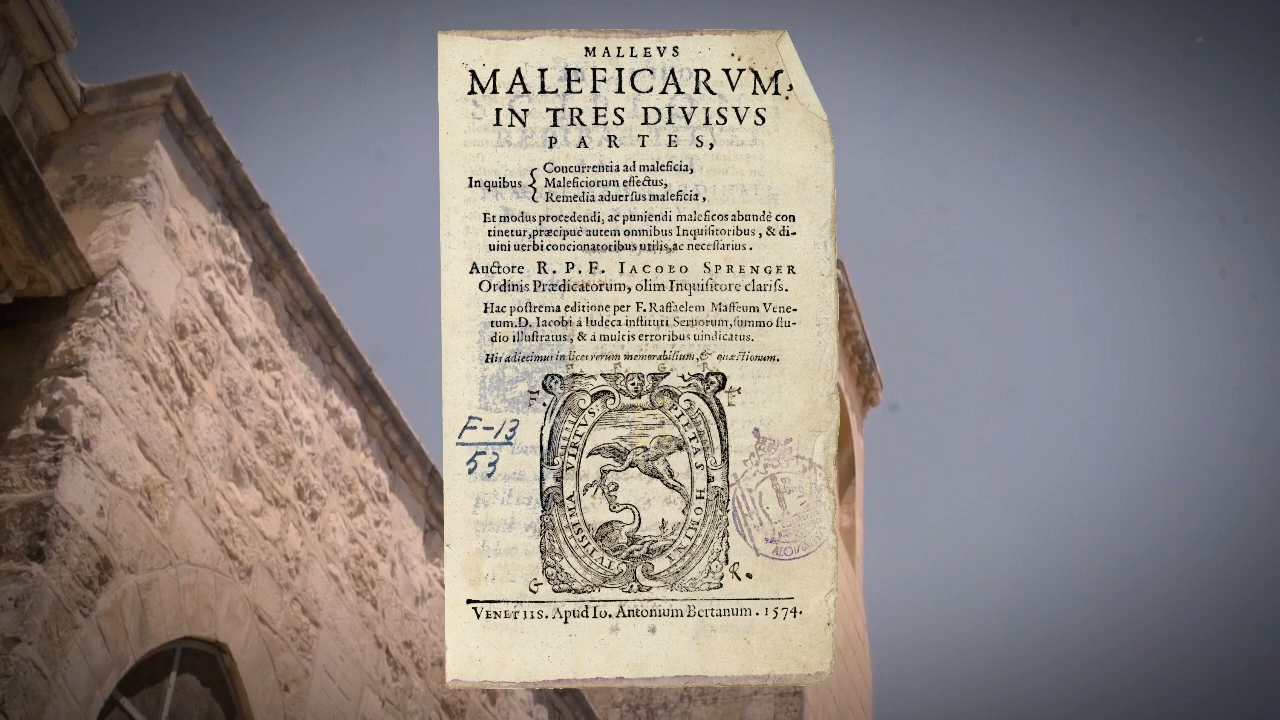 MALLEVS
MALEFICARVM,
IN TRES DIVISVS
PARTES,
In quibus { Concurrentia ad maleficia,
Maleficiorum effectus,
Remedia aduersus maleficia,
Et modus procedendi, ac puniendi maleficos abundè con
tinetur, præcipuè autem omnibus Inquisitoribus, & di-
uini uerbi concionatoribus utilis, ac necessarius.
Auctore R. P. F. IACOBO SPRENGER
Ordinis Prædicatorum, olim Inquisitore clariss.
Hac postrema editione per F. Raffaelem Maffeum Vene-
tum. D. Iacobi à Iudeca instituti Seruorum, summo stu-
dio illustratus, & à multis erroribus uindicatus.
His adiecimus indices rerum memorabilium, & quæstionum.
F. E
PIETAS HOMINI
TVTISSIMA VIRTVS.
F-13
53
G R.
VENETIIS. Apud Io. Antonium Bertanum. 1574.